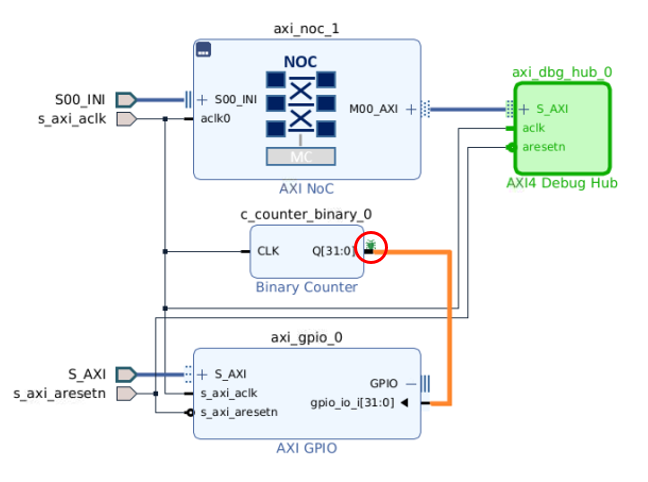 axi_noc_1
NOC
S00_INI
+ S00_INI
M00_AXI +
s_axi_aclk
aclk0
MC
AXI NoC
axi_dbg_hub_0
+ S_AXI
aclk
aresetn
AXI4 Debug Hub
c_counter_binary_0
CLK
Q[31:0]
Binary Counter
axi_gpio_0
S_AXI
+ S_AXI
GPIO
s_axi_aresetn
s_axi_aclk
gpio_io_i[31:0]
s_axi_aresetn
AXI GPIO